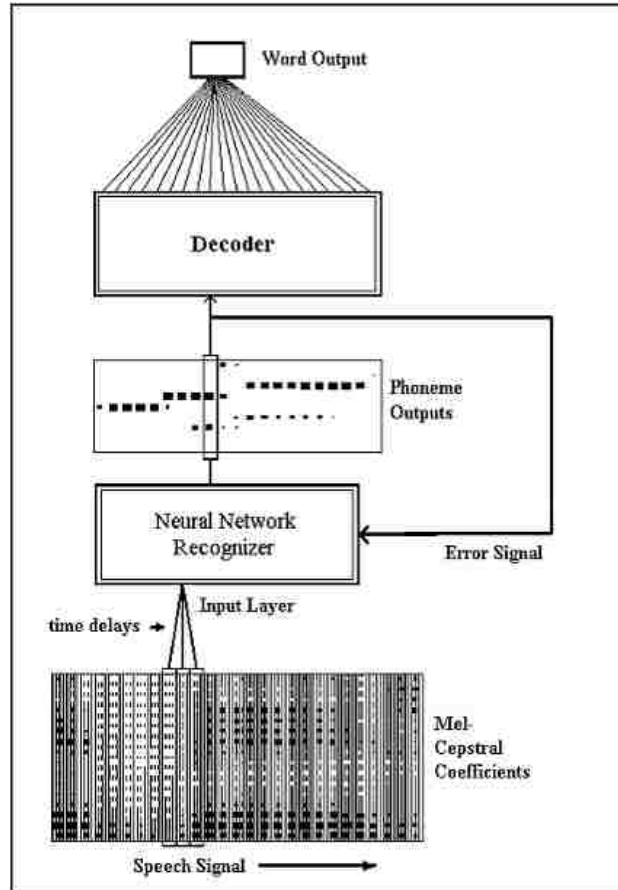 Word Output
Decoder
Phoneme
Outputs
Neural Network
Recognizer
Error Signal
Input Layer
time delays
Mel-
Cepstral
Coefficients
Speech Signal